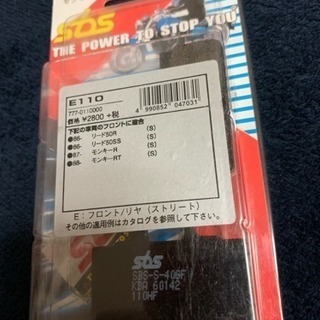 SBS
THE POWER TO STOP YOU
E110
777-0110000
価格 ¥2800 +税
4 990852 047031
下記の車両のフロントに適合
●86- リード50R (S)
●86- リード50SS (S)
●87- モンキーR (S)
●88- モンキーRT (S)
E：フロント/リヤ（ストリート）
その他の適用例はカタログを参照して下さい。
SBS
KBA 60142
110HF